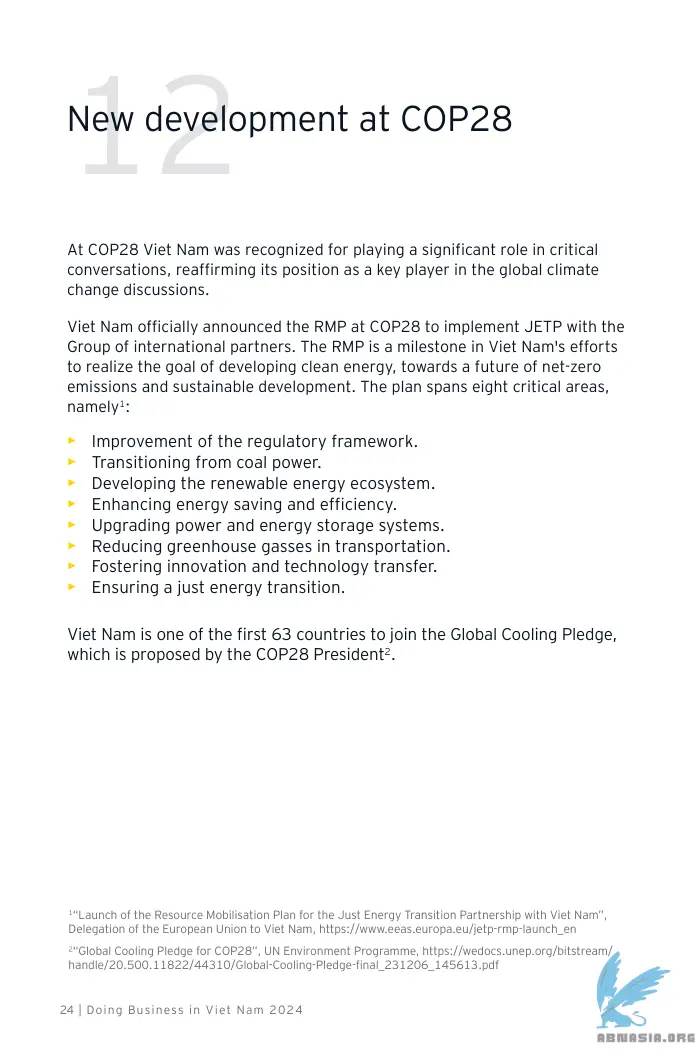 12
New development at COP28
At COP28 Viet Nam was recognized for playing a significant role in critical
conversations, reaffirming its position as a key player in the global climate
change discussions.
Viet Nam officially announced the RMP at COP28 to implement JETP with the
Group of international partners. The RMP is a milestone in Viet Nam's efforts
to realize the goal of developing clean energy, towards a future of net-zero
emissions and sustainable development. The plan spans eight critical areas,
namely¹:
► Improvement of the regulatory framework.
► Transitioning from coal power.
► Developing the renewable energy ecosystem.
► Enhancing energy saving and efficiency.
► Upgrading power and energy storage systems.
► Reducing greenhouse gasses in transportation.
► Fostering innovation and technology transfer.
► Ensuring a just energy transition.
Viet Nam is one of the first 63 countries to join the Global Cooling Pledge,
which is proposed by the COP28 President².
¹“Launch of the Resource Mobilisation Plan for the Just Energy Transition Partnership with Viet Nam”,
Delegation of the European Union to Viet Nam, https://www.eeas.europa.eu/jetp-rmp-launch_en
²“Global Cooling Pledge for COP28”, UN Environment Programme, https://wedocs.unep.org/bitstream/
handle/20.500.11822/44310/Global-Cooling-Pledge-final_231206_145613.pdf
24 | Doing Business in Viet Nam 2024
ABNASIA.ORG